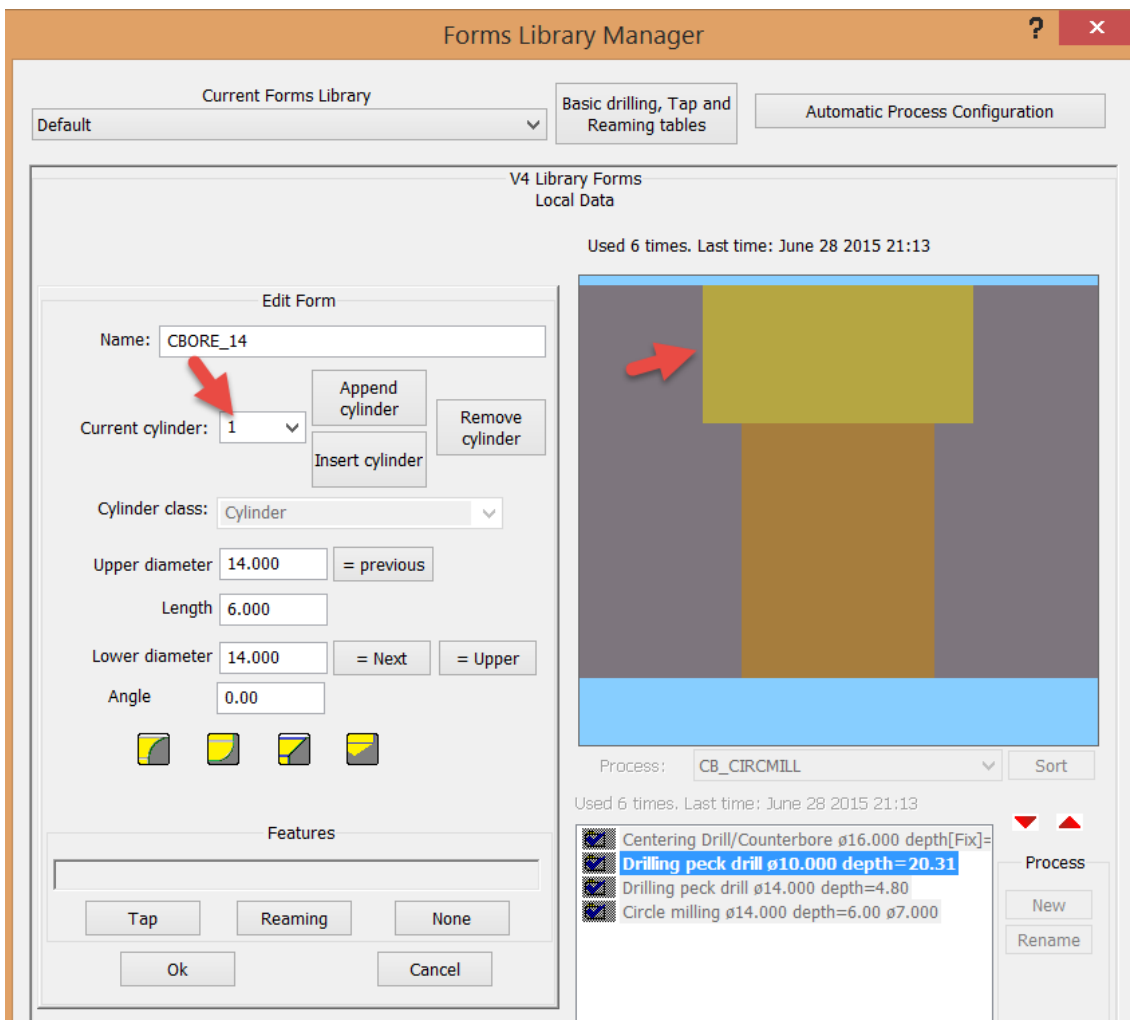 Forms Library Manager
?
×
Current Forms Library
Default
Basic drilling, Tap and
Reaming tables
Automatic Process Configuration
V4 Library Forms
Local Data
Used 6 times. Last time: June 28 2015 21:13
Edit Form
Name: CBORE_14
Current cylinder: 1
Append
cylinder
Insert cylinder
Remove
cylinder
Cylinder class: Cylinder
Upper diameter 14.000 = previous
Length 6.000
Lower diameter 14.000 = Next = Upper
Angle 0.00
Features
Tap Reaming None
Ok Cancel
Process: CB_CIRCMILL Sort
Used 6 times. Last time: June 28 2015 21:13
Centering Drill/Counterbore ø16.000 depth[Fix]=
Drilling peck drill ø10.000 depth=20.31
Drilling peck drill ø14.000 depth=4.80
Circle milling ø14.000 depth=6.00 ø7.000
Process
New
Rename